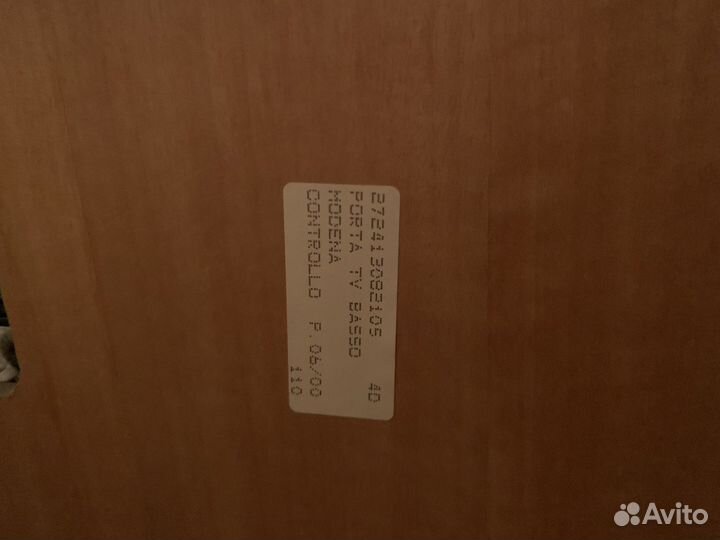 272413082105 4D
PORTA TV BASSO
MODENA
CONTROLLO P.06/00
110
Avito